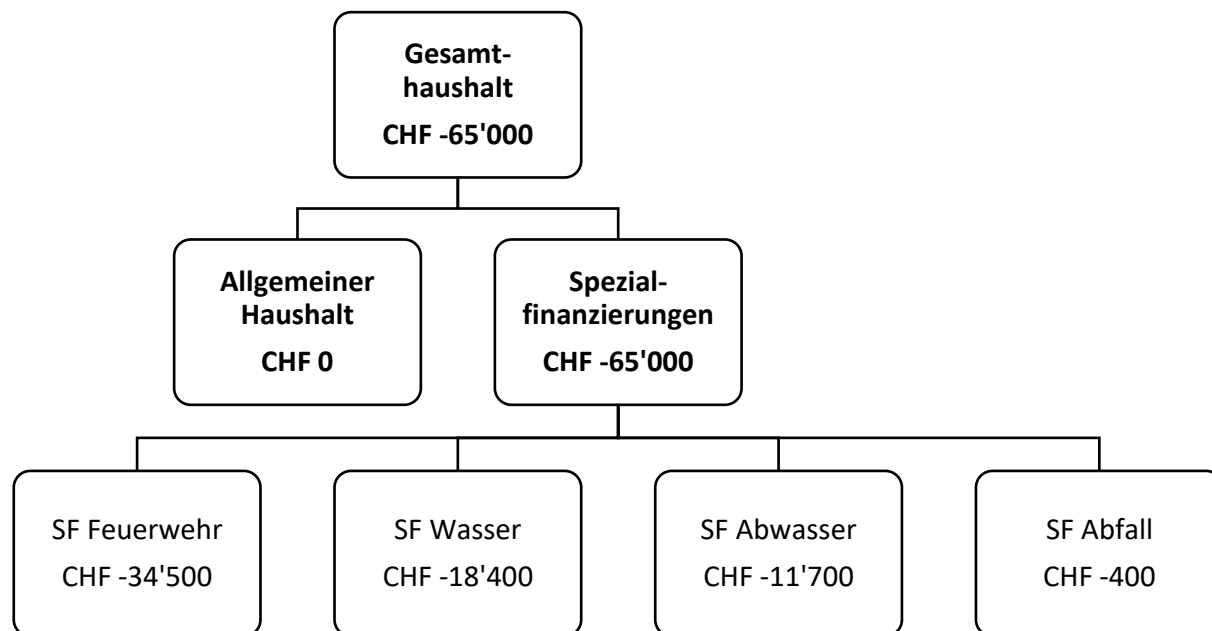 Gesamt-
haushalt
CHF -65'000
Allgemeiner
Haushalt
CHF 0
Spezial-
finanzierungen
CHF -65'000
SF Feuerwehr
CHF -34'500
SF Wasser
CHF -18'400
SF Abwasser
CHF -11'700
SF Abfall
CHF -400